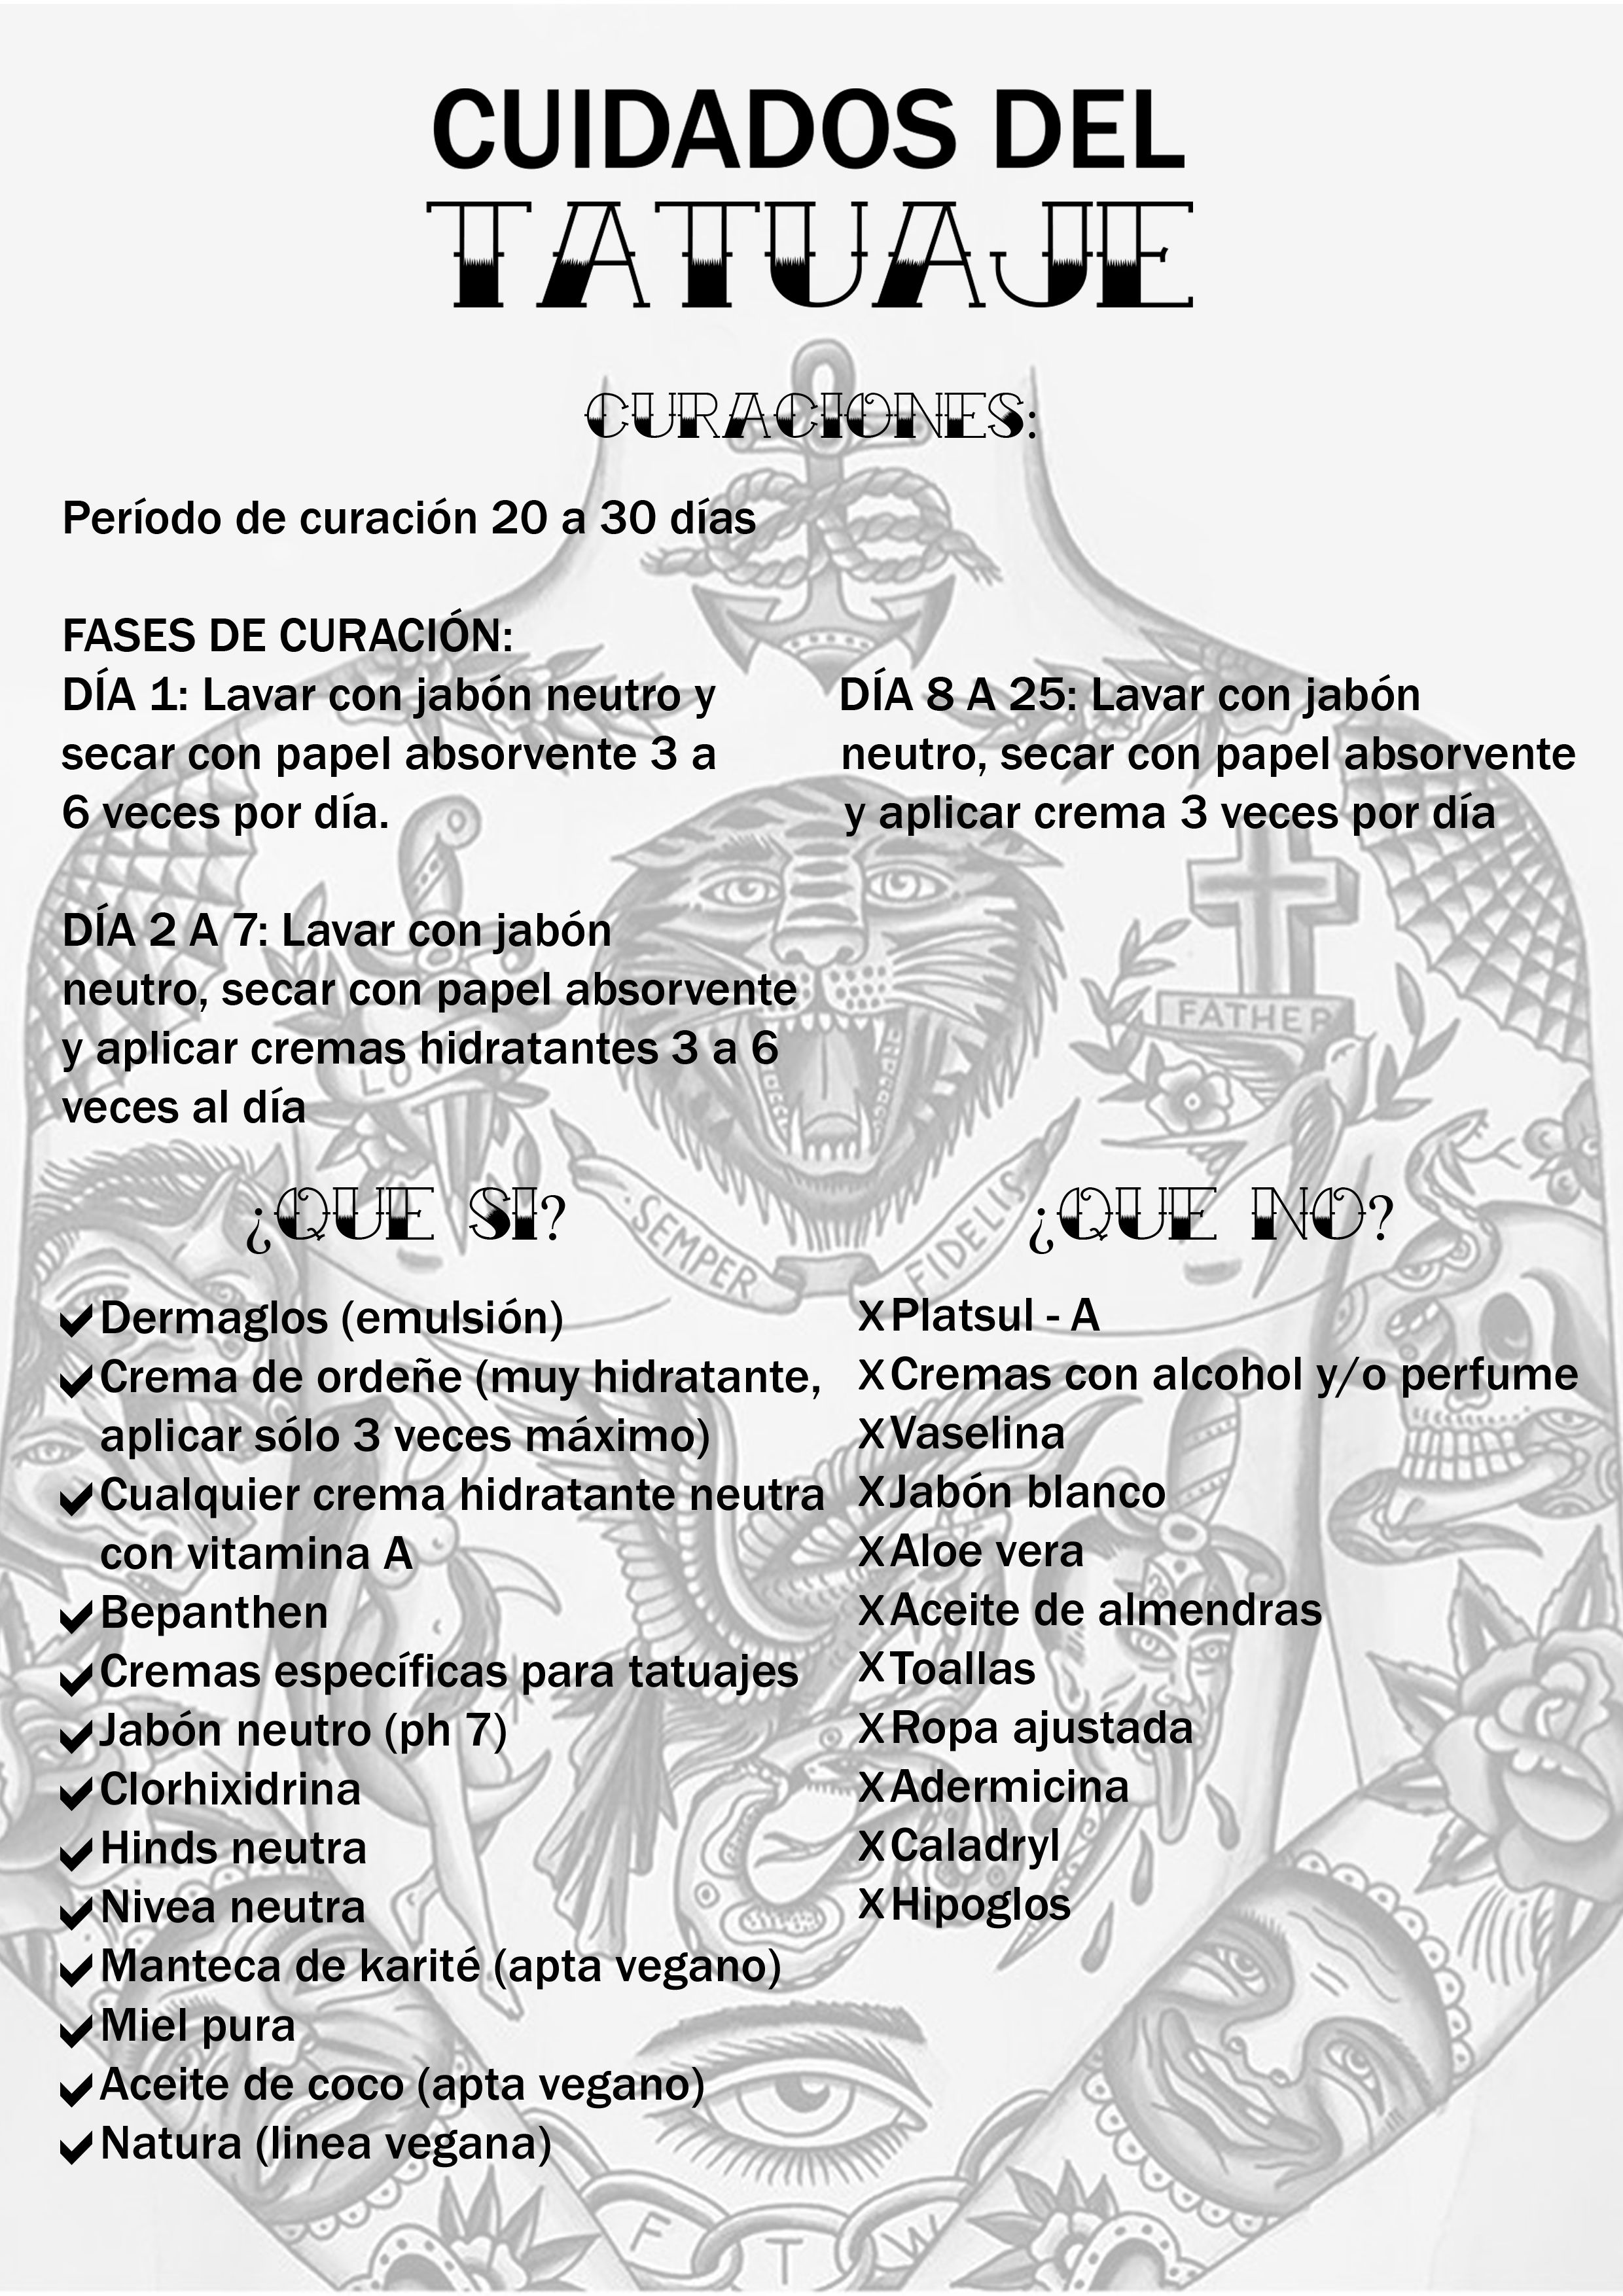 CUIDADOS DEL
TATUAJE
CURACIONES:
Período de curación 20 a 30 días
FASES DE CURACIÓN:
DÍA 1: Lavar con jabón neutro y
secar con papel absorvente 3 a
6 veces por día.
DÍA 2 A 7: Lavar con jabón
neutro, secar con papel absorvente
y aplicar cremas hidratantes 3 a 6
veces al día
DÍA 8 A 25: Lavar con jabón
neutro, secar con papel absorvente
y aplicar crema 3 veces por día
FATHER
LO
SEMPER
FIDELIS
¿QUE SI?
✔Dermaglos (emulsión)
✔Crema de ordeñe (muy hidratante,
aplicar sólo 3 veces máximo)
✔Cualquier crema hidratante neutra
con vitamina A
✔Bepanthen
✔Cremas específicas para tatuajes
✔Jabón neutro (ph 7)
✔Clorhixidrina
✔Hinds neutra
✔Nivea neutra
✔Manteca de karité (apta vegano)
✔Miel pura
✔Aceite de coco (apta vegano)
✔Natura (linea vegana)
¿QUE NO?
X Platsul - A
X Cremas con alcohol y/o perfume
X Vaselina
X Jabón blanco
X Aloe vera
X Aceite de almendras
X Toallas
X Ropa ajustada
X Adermicina
X Caladryl
X Hipoglos
F T W